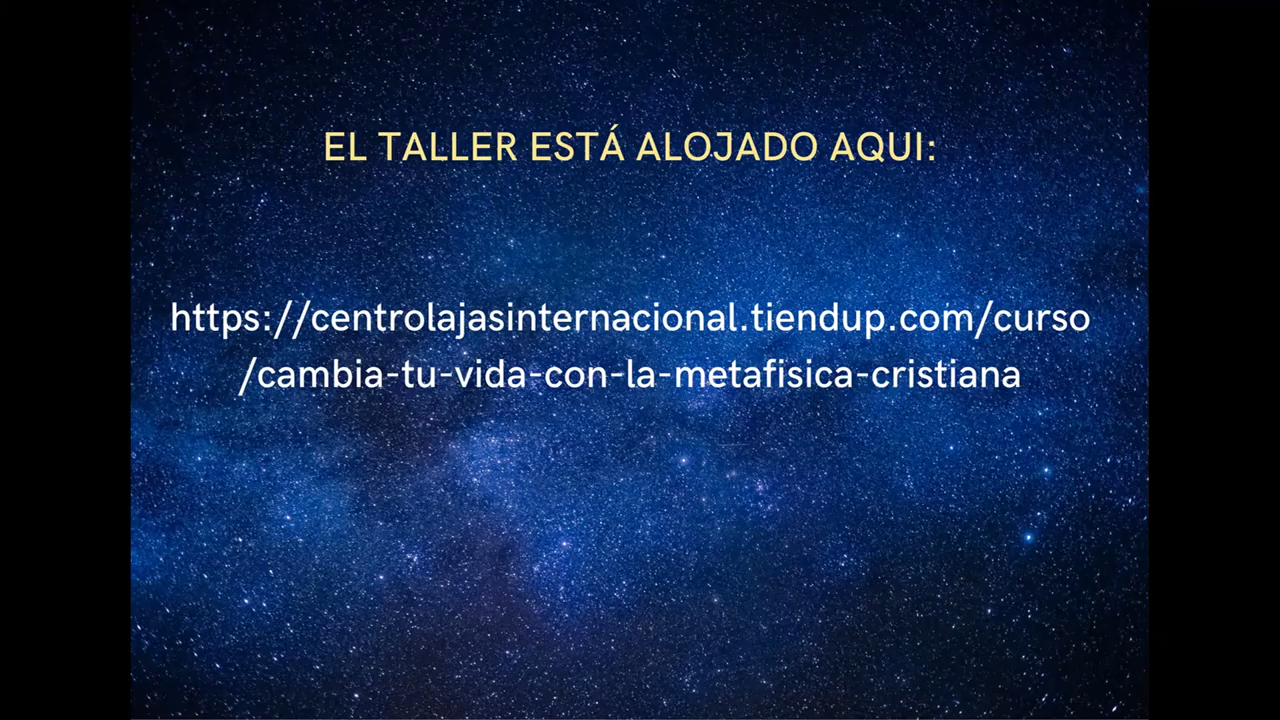 EL TALLER ESTÁ ALOJADO AQUI:
https://centrolajasinternacional.tiendup.com/curso
/cambia-tu-vida-con-la-metafisica-cristiana